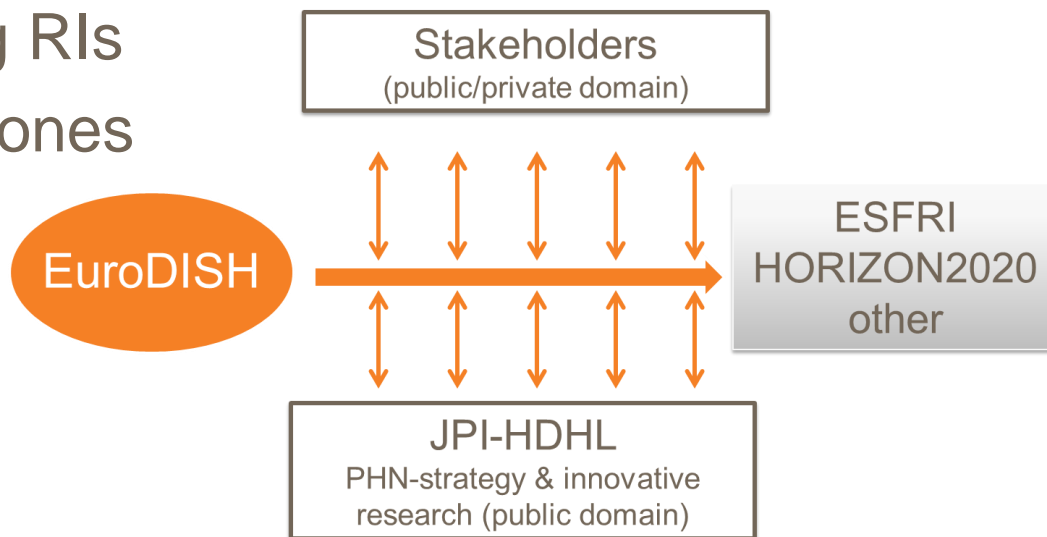 RIs
ones
Stakeholders
(public/private domain)
EuroDISH
ESFRI
HORIZON2020
other
JPI-HDHL
PHN-strategy & innovative
research (public domain)